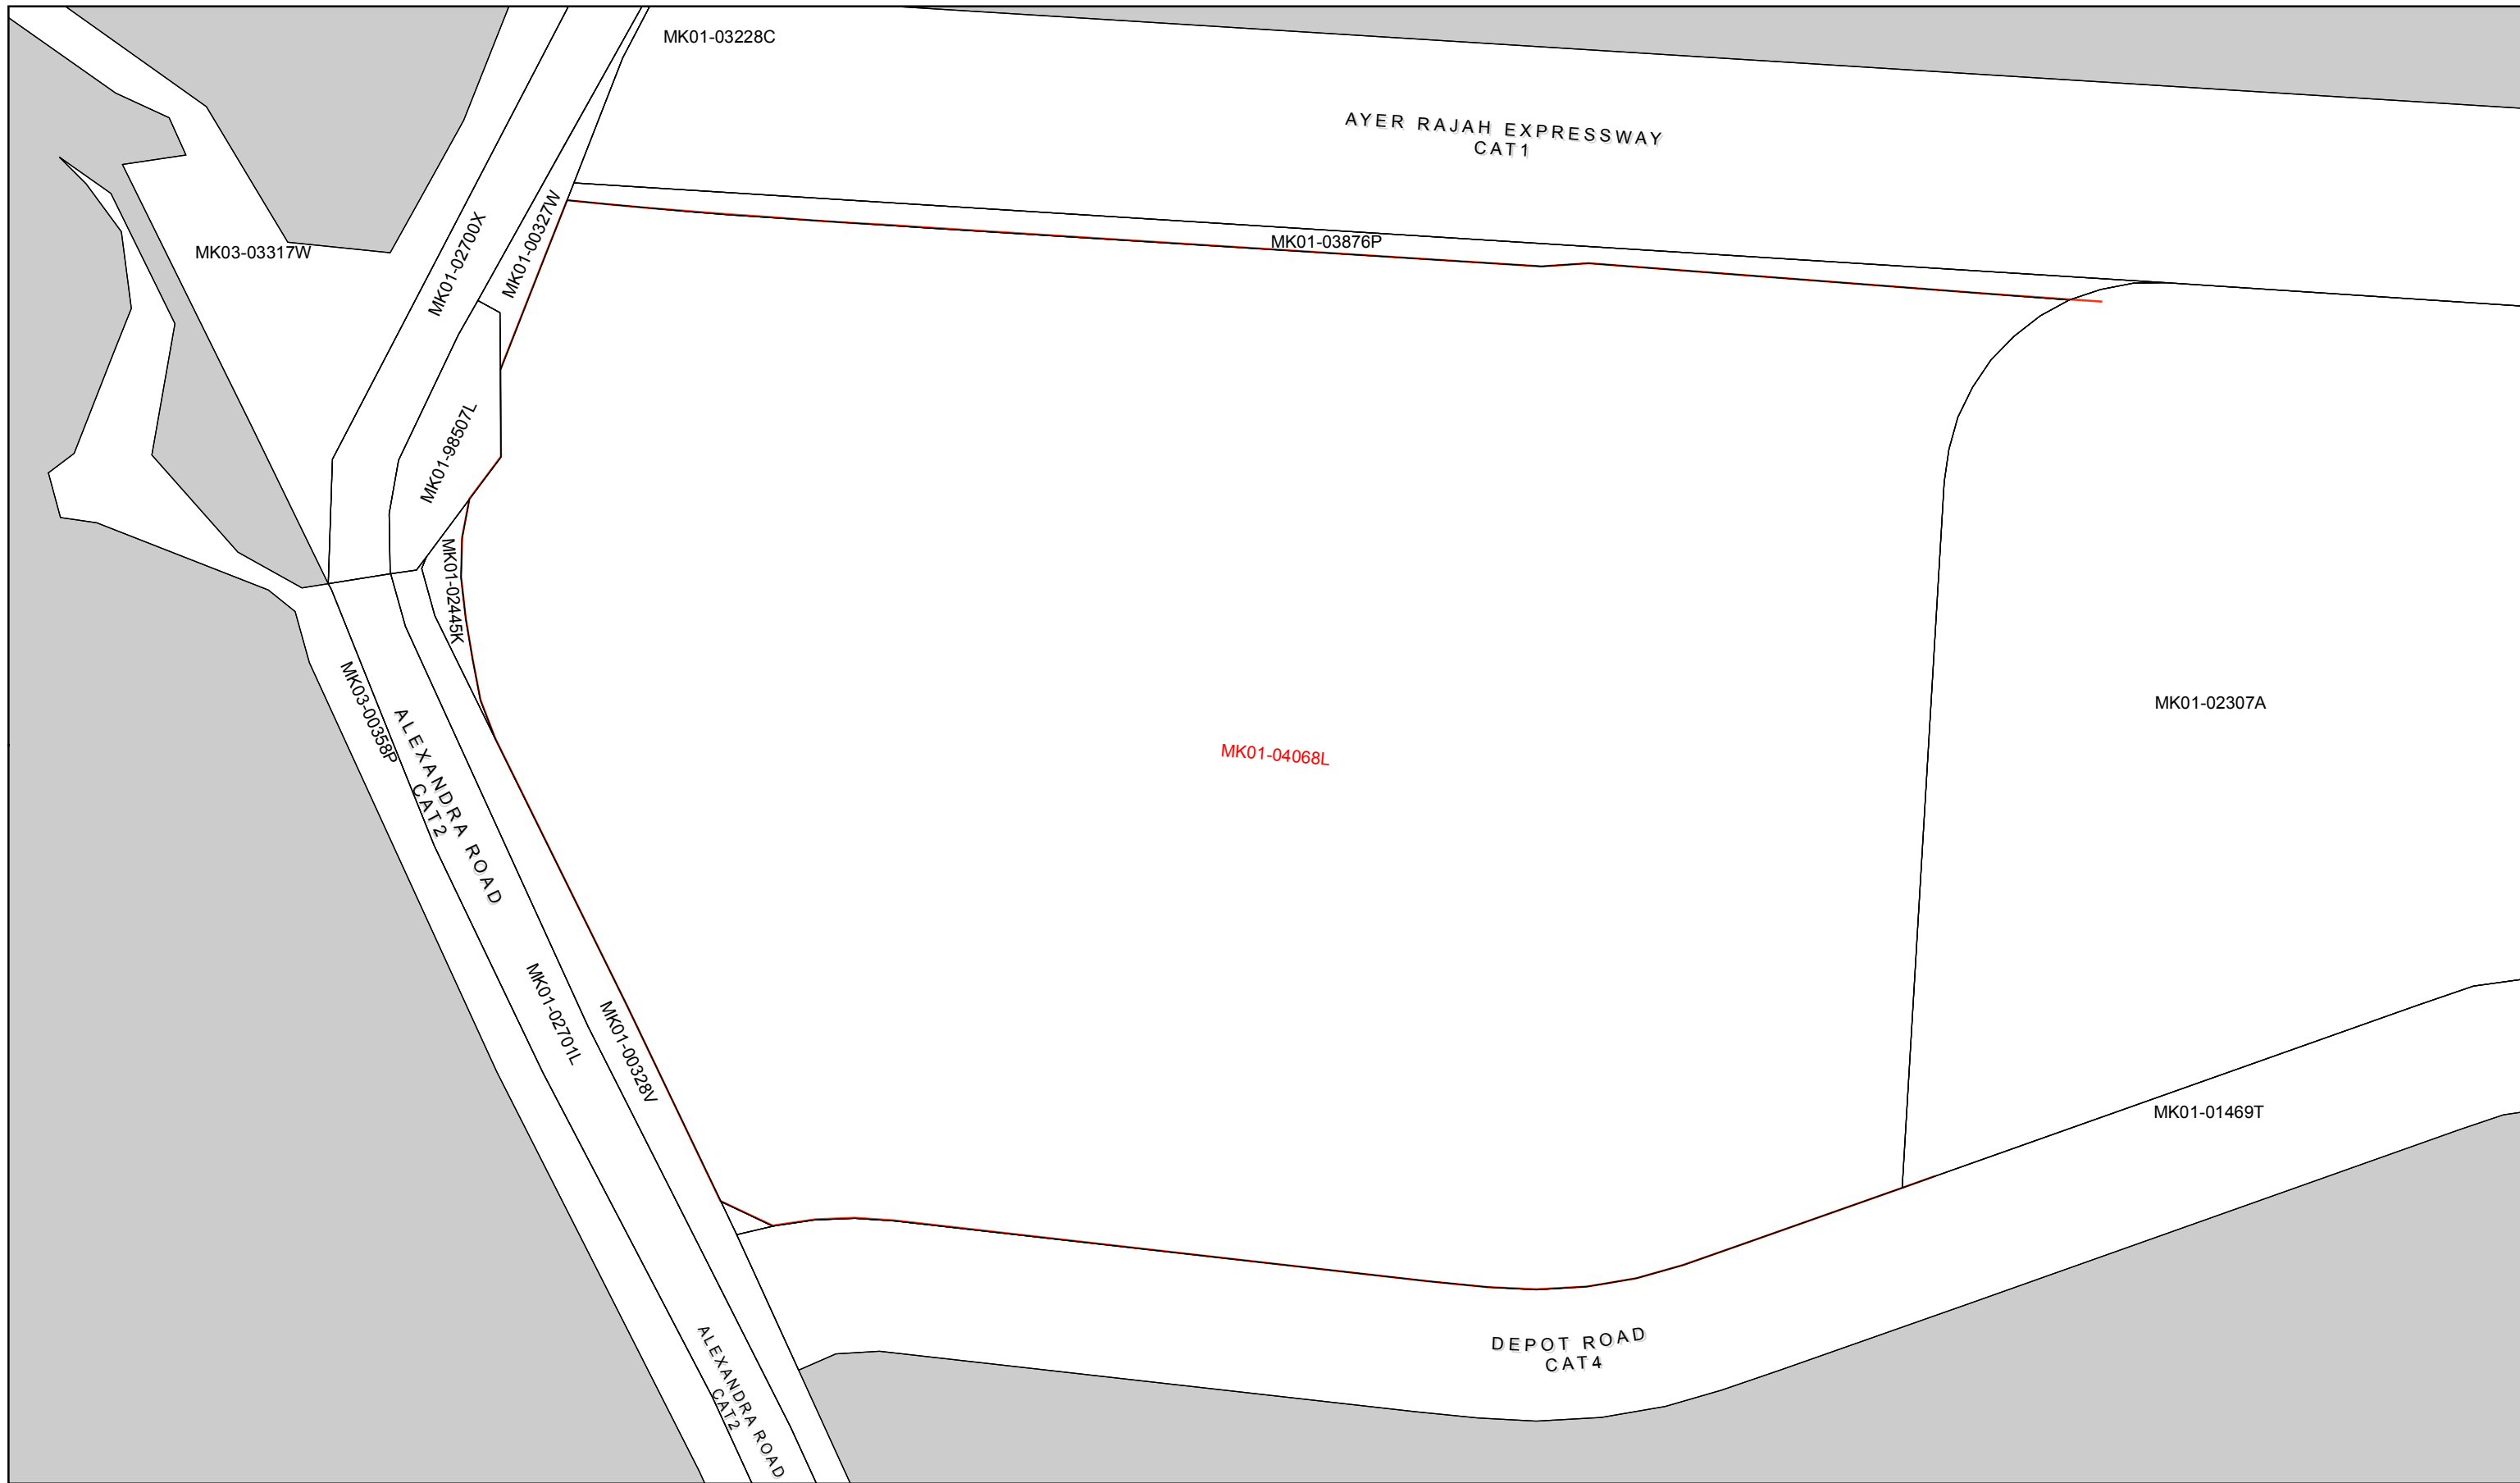 MK01-03228C
AYER RAJAH EXPRESSWAY
CAT1
MK01-02700X
MK01-00327W
MK01-03876P
MK03-03317W
MK01-98507L
MK01-02445K
MK03-00358P
ALEXANDRA ROAD
CAT2
MK01-02307A
MK01-04068L
MK01-02701L
MK01-00328V
MK01-01469T
DEPOT ROAD
CAT4
ALEXANDRA ROAD
CAT2